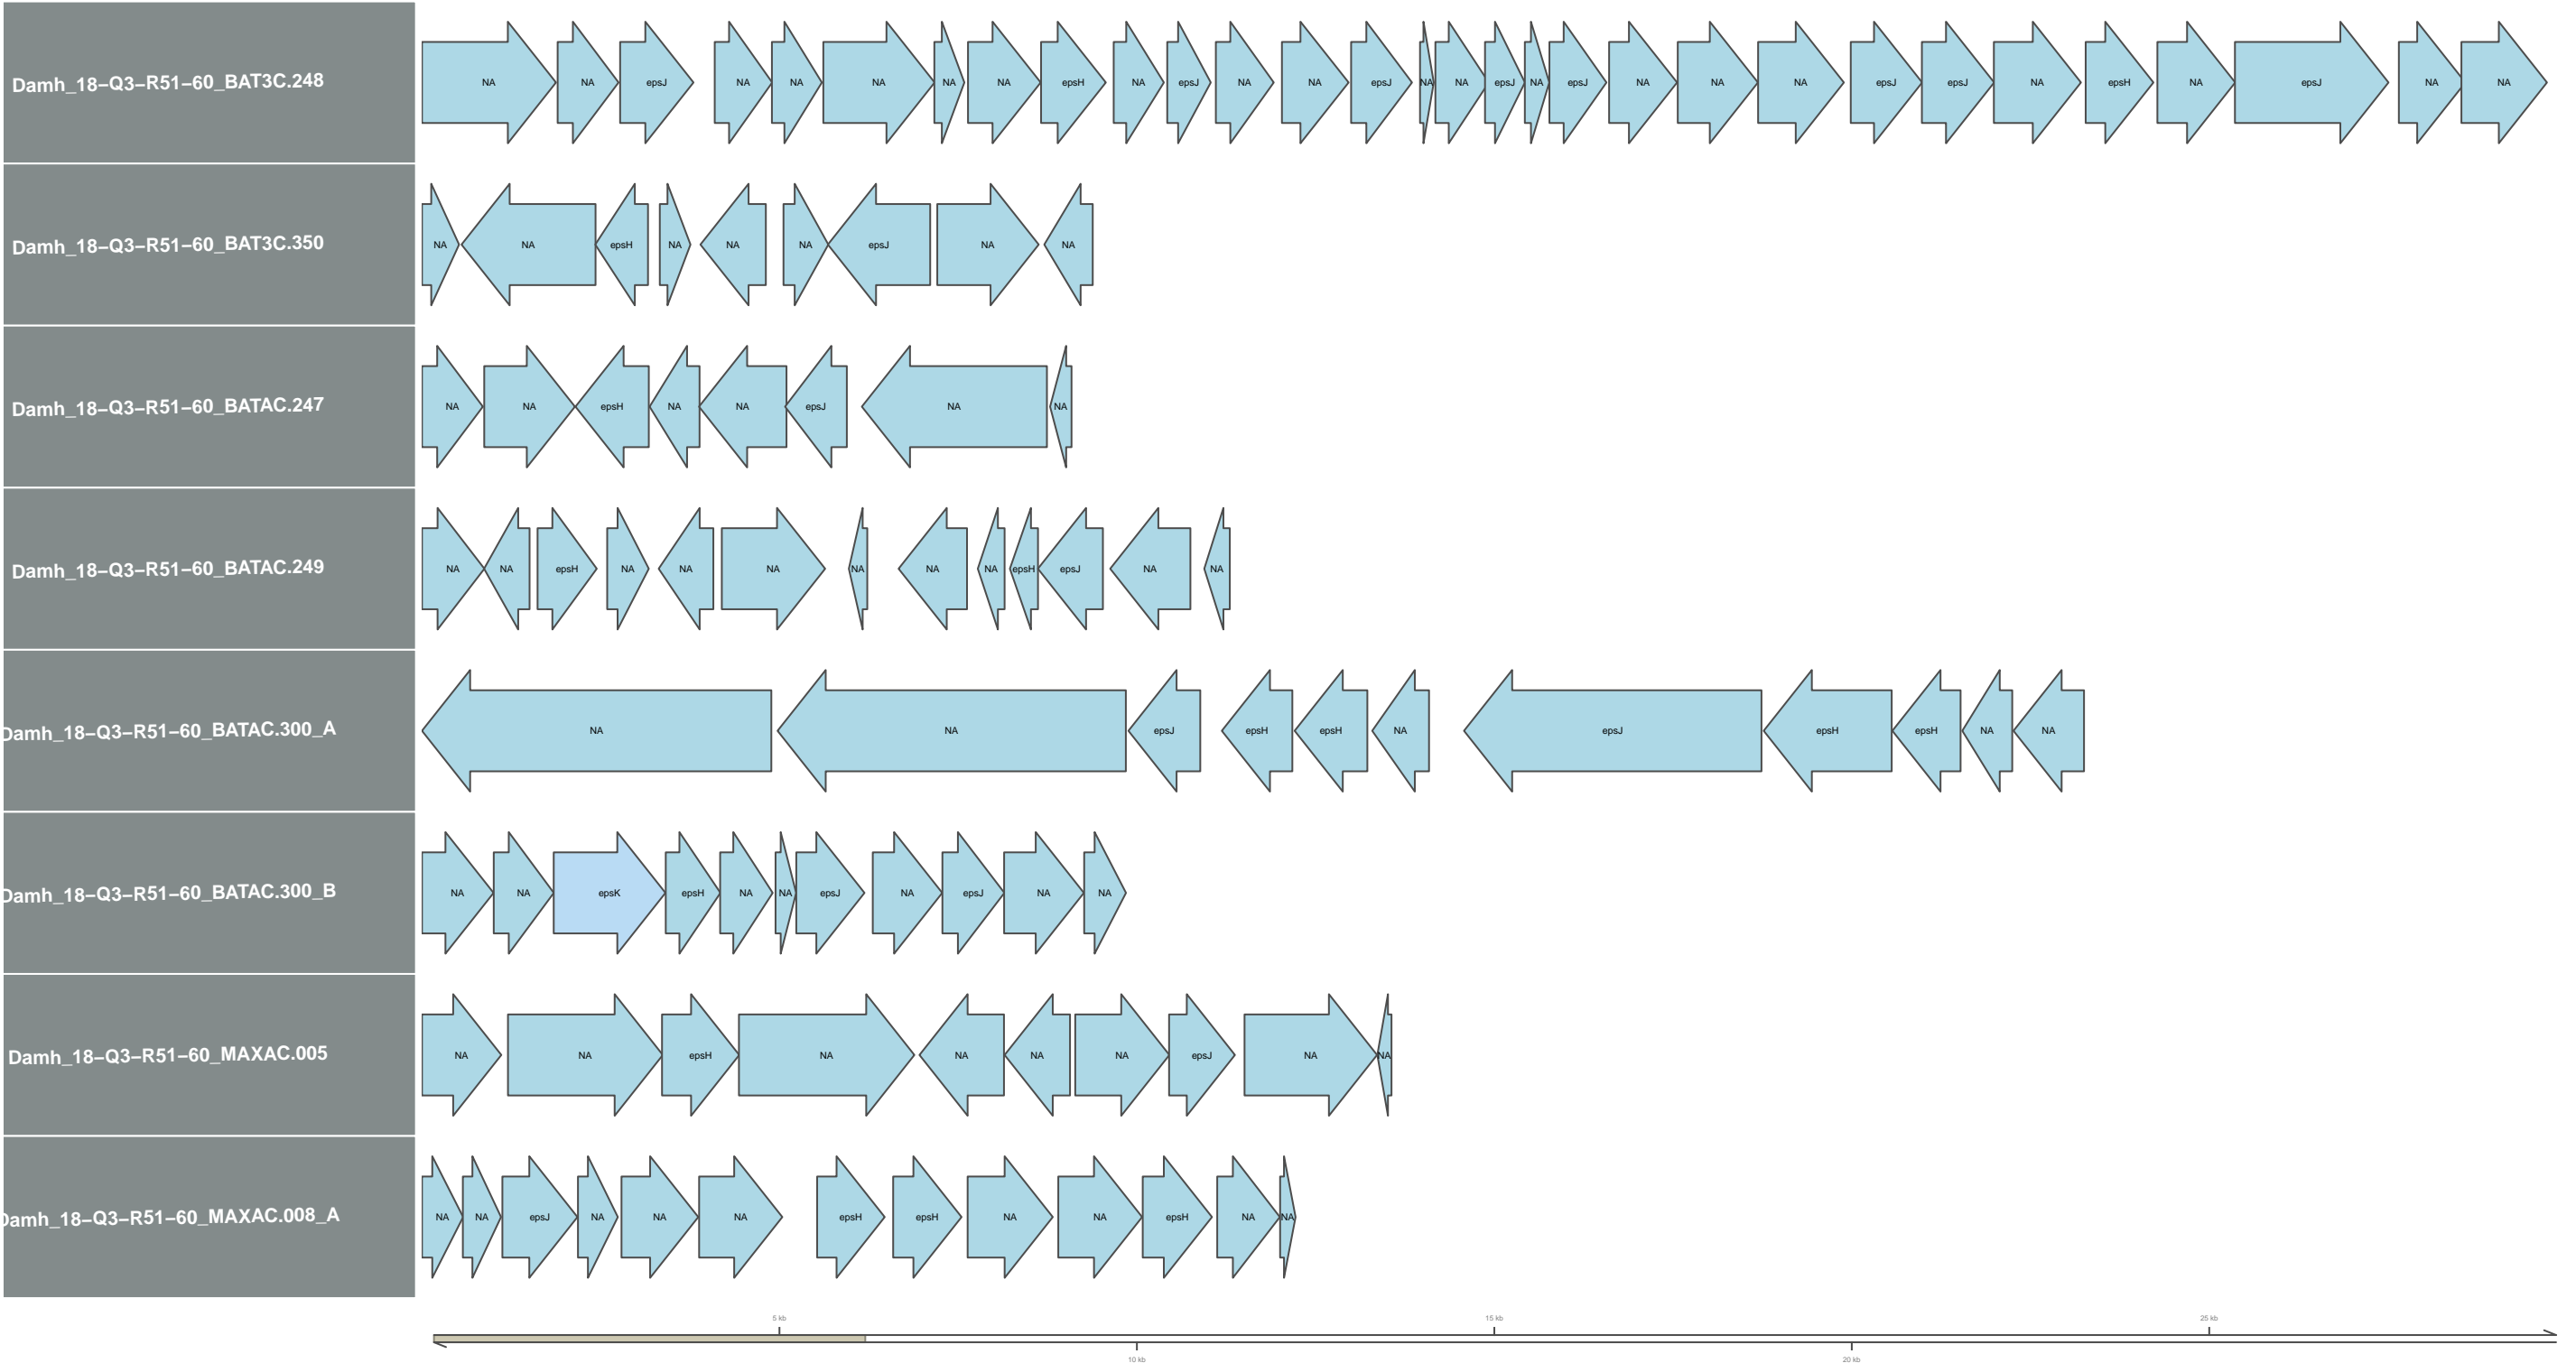 Damh_18–Q3–R51–60_BAT3C.248
NA NA epsJ NA NA NA NA NA epsH NA epsJ NA NA epsJ NA NA epsJ NA epsJ NA NA NA epsJ epsJ NA epsH NA epsJ NA NA
Damh_18–Q3–R51–60_BAT3C.350
NA NA epsH NA NA NA epsJ NA NA
Damh_18–Q3–R51–60_BATAC.247
NA NA epsH NA NA epsJ NA NA
Damh_18–Q3–R51–60_BATAC.249
NA NA epsH NA NA NA NA NA NA epsH epsJ NA NA
Damh_18–Q3–R51–60_BATAC.300_A
NA NA epsJ epsH epsH NA epsJ epsH epsH NA NA
Damh_18–Q3–R51–60_BATAC.300_B
NA NA epsK epsH NA NA epsJ NA epsJ NA NA
Damh_18–Q3–R51–60_MAXAC.005
NA NA epsH NA NA NA NA epsJ NA NA
Damh_18–Q3–R51–60_MAXAC.008_A
NA NA epsJ NA NA NA epsH epsH NA NA epsH NA NA
5 kb 15 kb 25 kb
10 kb 20 kb